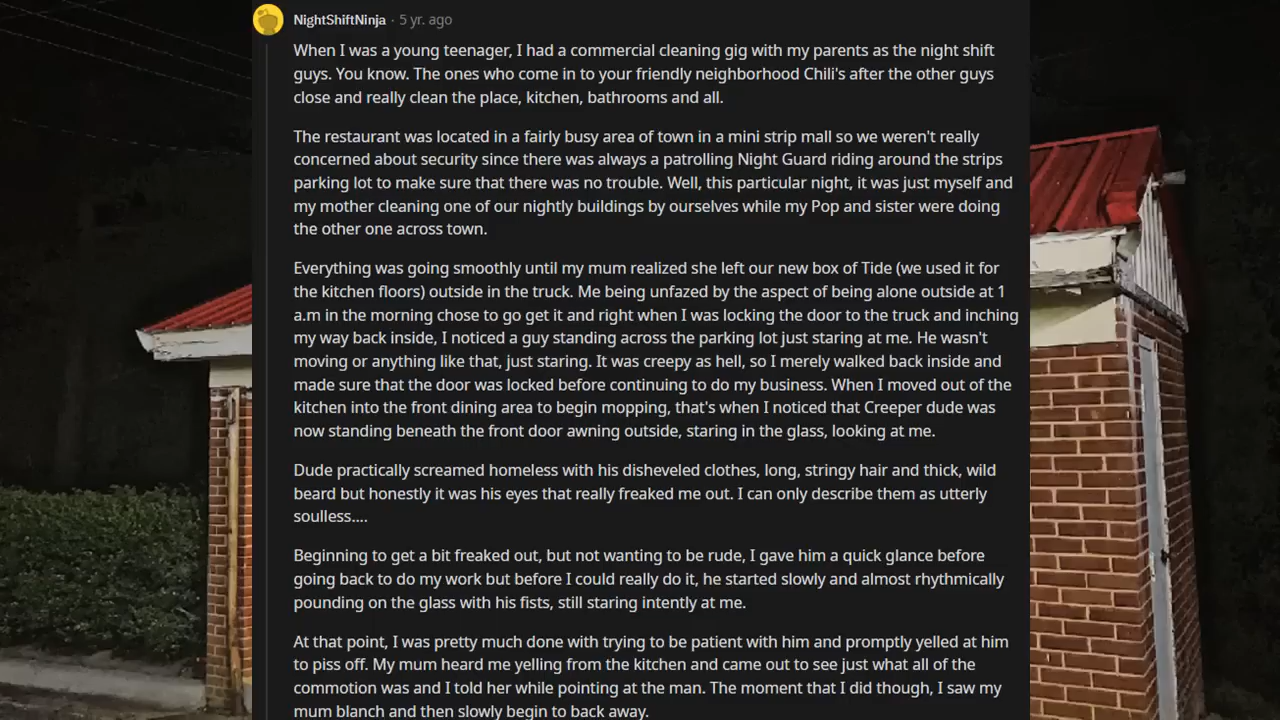 NightShiftNinja · 5 yr. ago
When I was a young teenager, I had a commercial cleaning gig with my parents as the night shift
guys. You know. The ones who come in to your friendly neighborhood Chili's after the other guys
close and really clean the place, kitchen, bathrooms and all.
The restaurant was located in a fairly busy area of town in a mini strip mall so we weren't really
concerned about security since there was always a patrolling Night Guard riding around the strips
parking lot to make sure that there was no trouble. Well, this particular night, it was just myself and
my mother cleaning one of our nightly buildings by ourselves while my Pop and sister were doing
the other one across town.
Everything was going smoothly until my mum realized she left our new box of Tide (we used it for
the kitchen floors) outside in the truck. Me being unfazed by the aspect of being alone outside at 1
a.m in the morning chose to go get it and right when I was locking the door to the truck and inching
my way back inside, I noticed a guy standing across the parking lot just staring at me. He wasn't
moving or anything like that, just staring. It was creepy as hell, so I merely walked back inside and
made sure that the door was locked before continuing to do my business. When I moved out of the
kitchen into the front dining area to begin mopping, that's when I noticed that Creeper dude was
now standing beneath the front door awning outside, staring in the glass, looking at me.
Dude practically screamed homeless with his disheveled clothes, long, stringy hair and thick, wild
beard but honestly it was his eyes that really freaked me out. I can only describe them as utterly
soulless....
Beginning to get a bit freaked out, but not wanting to be rude, I gave him a quick glance before
going back to do my work but before I could really do it, he started slowly and almost rhythmically
pounding on the glass with his fists, still staring intently at me.
At that point, I was pretty much done with trying to be patient with him and promptly yelled at him
to piss off. My mum heard me yelling from the kitchen and came out to see just what all of the
commotion was and I told her while pointing at the man. The moment that I did though, I saw my
mum blanch and then slowly begin to back away.